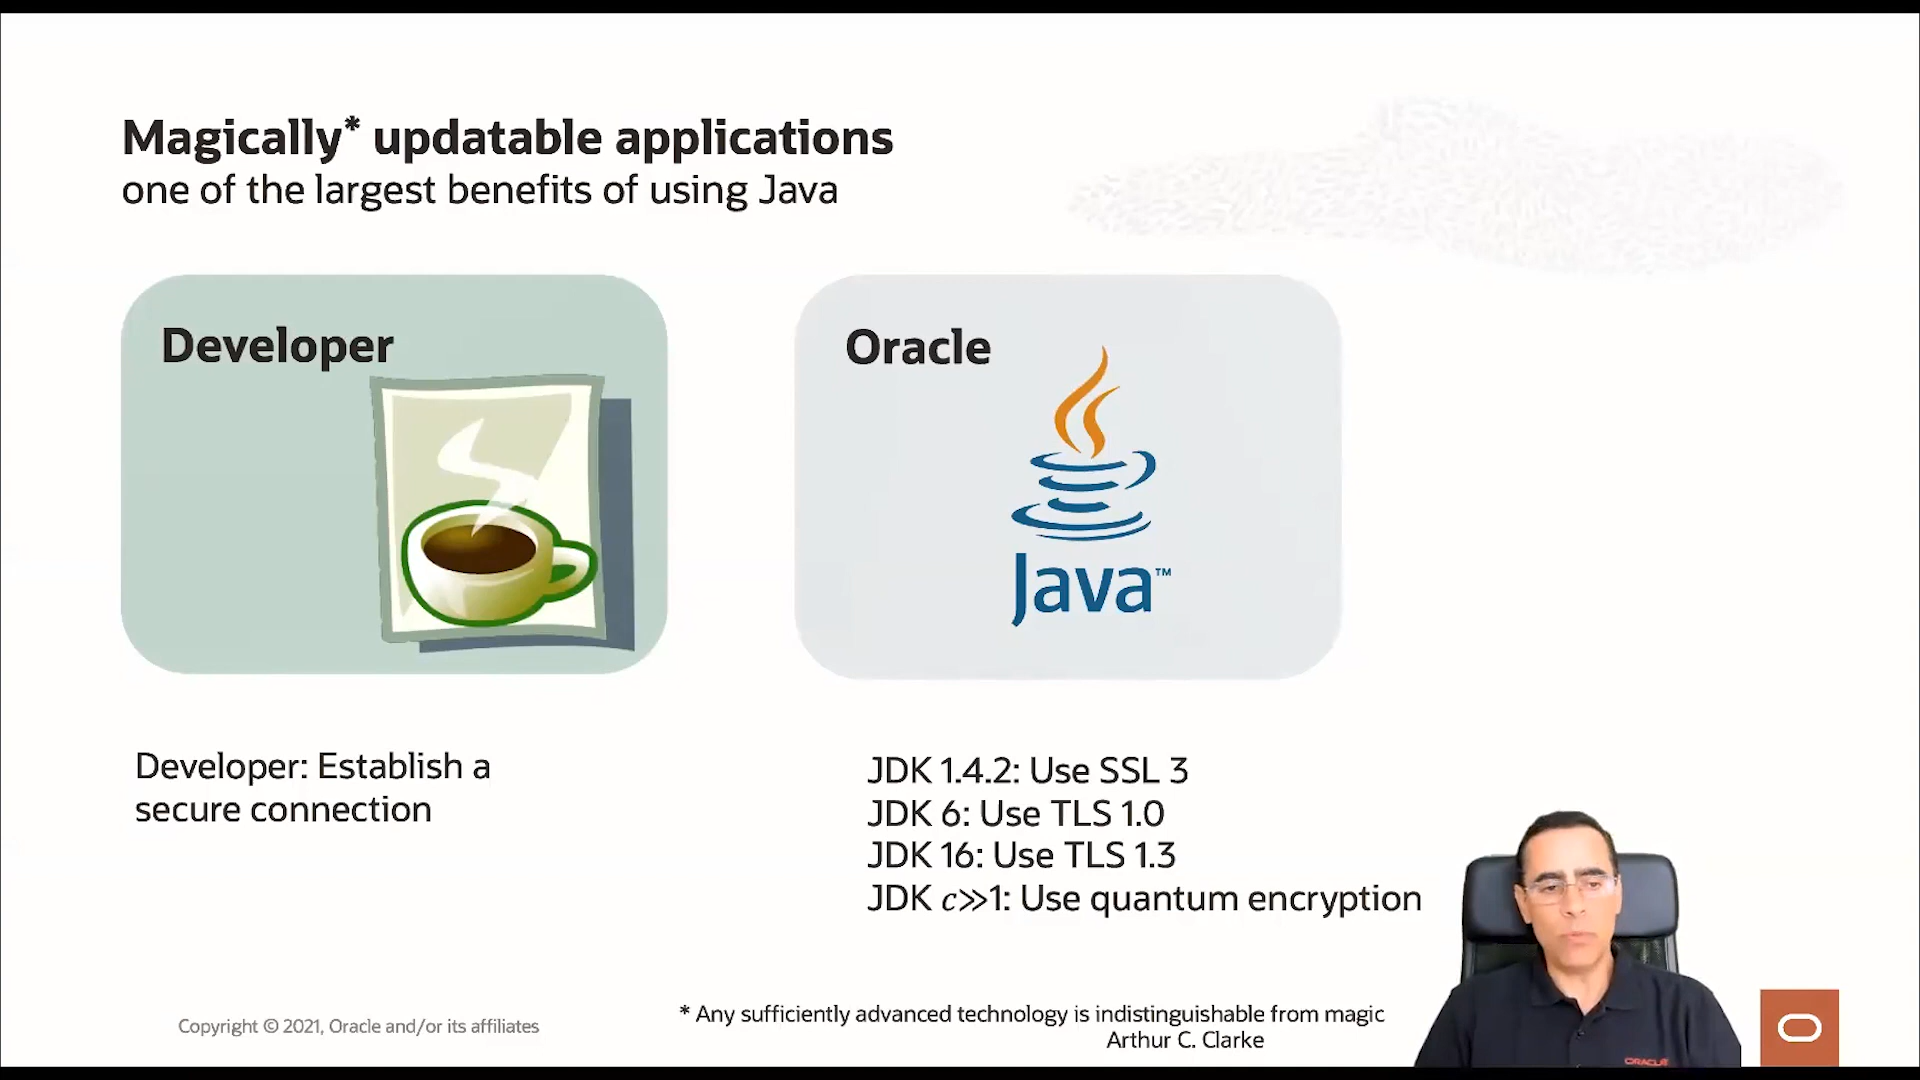 Magically* updatable applications
one of the largest benefits of using Java
Developer
Oracle
Java™
Developer: Establish a
secure connection
JDK 1.4.2: Use SSL 3
JDK 6: Use TLS 1.0
JDK 16: Use TLS 1.3
JDK c≫1: Use quantum encryption
Copyright © 2021, Oracle and/or its affiliates
* Any sufficiently advanced technology is indistinguishable from magic
Arthur C. Clarke
ORACLE